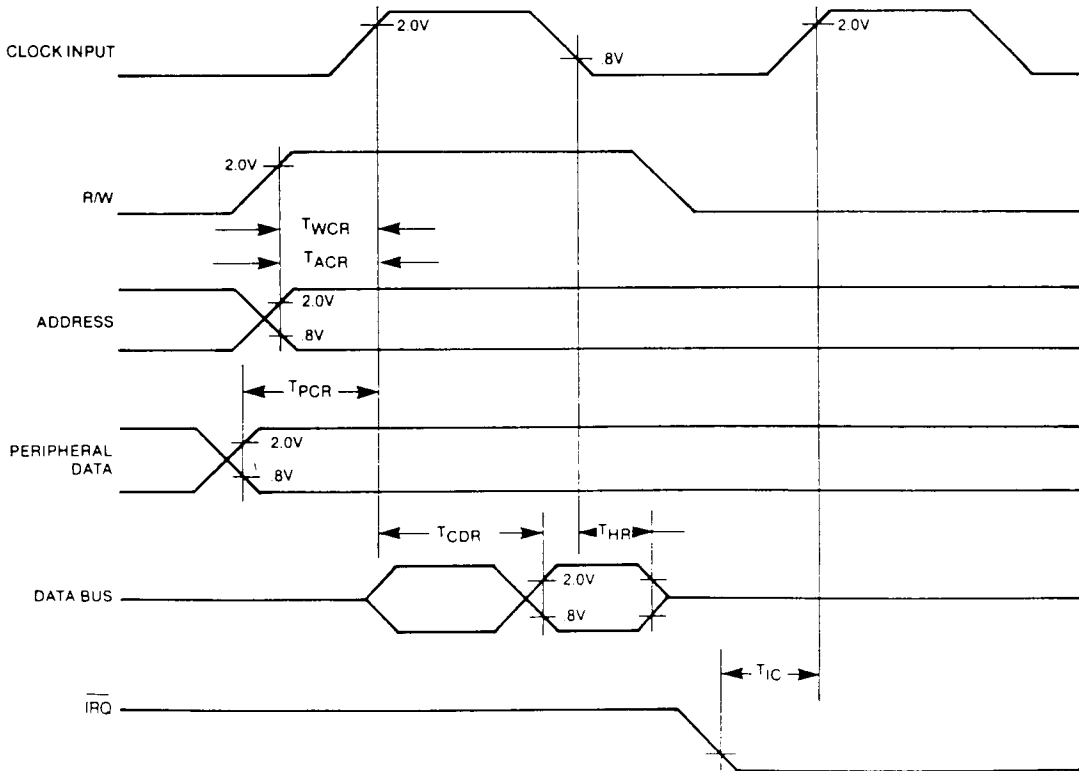 CLOCK INPUT
2.0V
.8V
2.0V
R/W
2.0V
TWCR
TACR
ADDRESS
2.0V
.8V
TPCR
PERIPHERAL
DATA
2.0V
.8V
TCDR
THR
DATA BUS
2.0V
.8V
TIC
IRQ